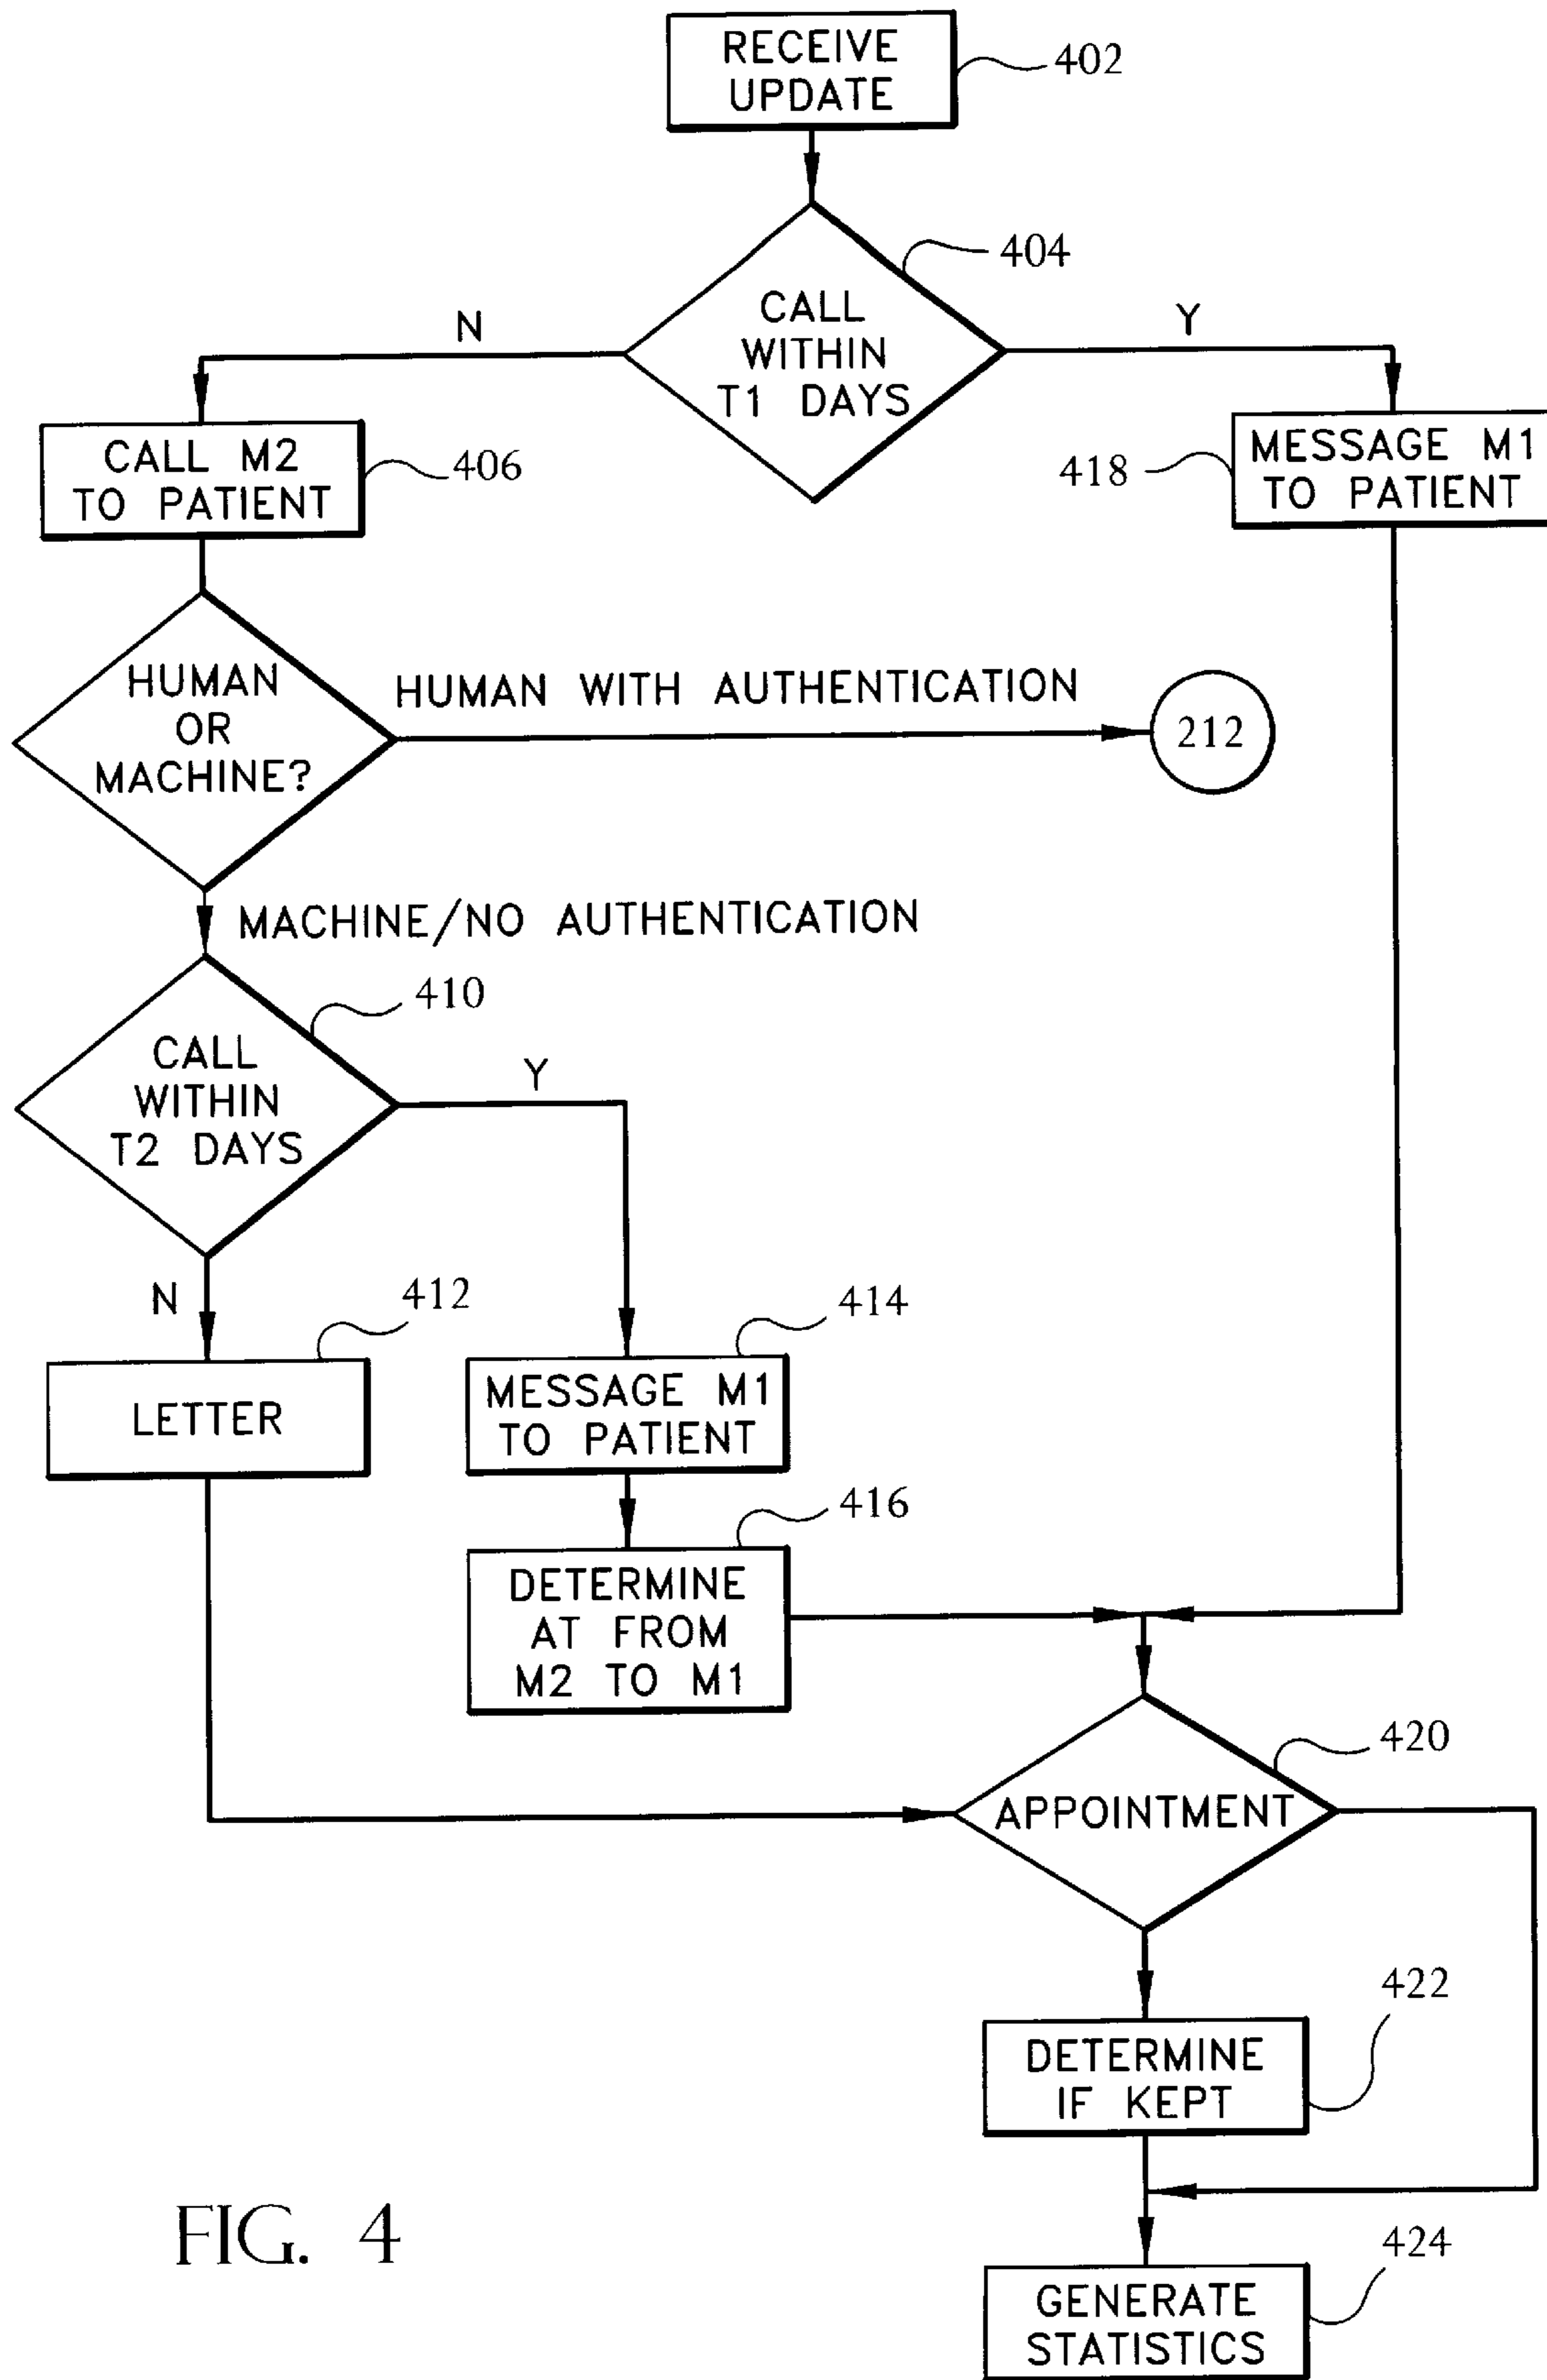 RECEIVE
UPDATE
402
404
CALL
WITHIN
T1 DAYS
N
Y
CALL M2
TO PATIENT
406
418
MESSAGE M1
TO PATIENT
HUMAN
OR
MACHINE?
HUMAN WITH AUTHENTICATION
212
MACHINE/NO AUTHENTICATION
410
CALL
WITHIN
T2 DAYS
Y
N
412
LETTER
414
MESSAGE M1
TO PATIENT
416
DETERMINE
AT FROM
M2 TO M1
420
APPOINTMENT
422
DETERMINE
IF KEPT
424
GENERATE
STATISTICS
FIG. 4